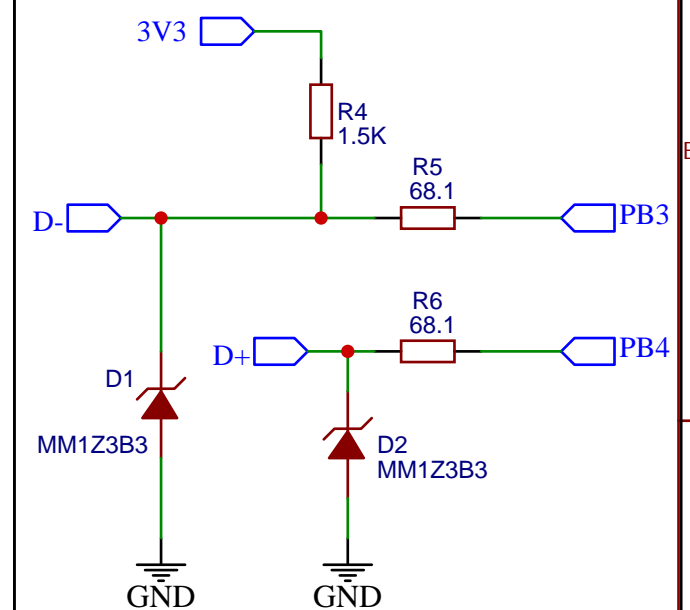 3V3
R4
1.5K
R5
68.1
D-
PB3
R6
68.1
D+
PB4
D1
MM1Z3B3
D2
MM1Z3B3
GND
GND